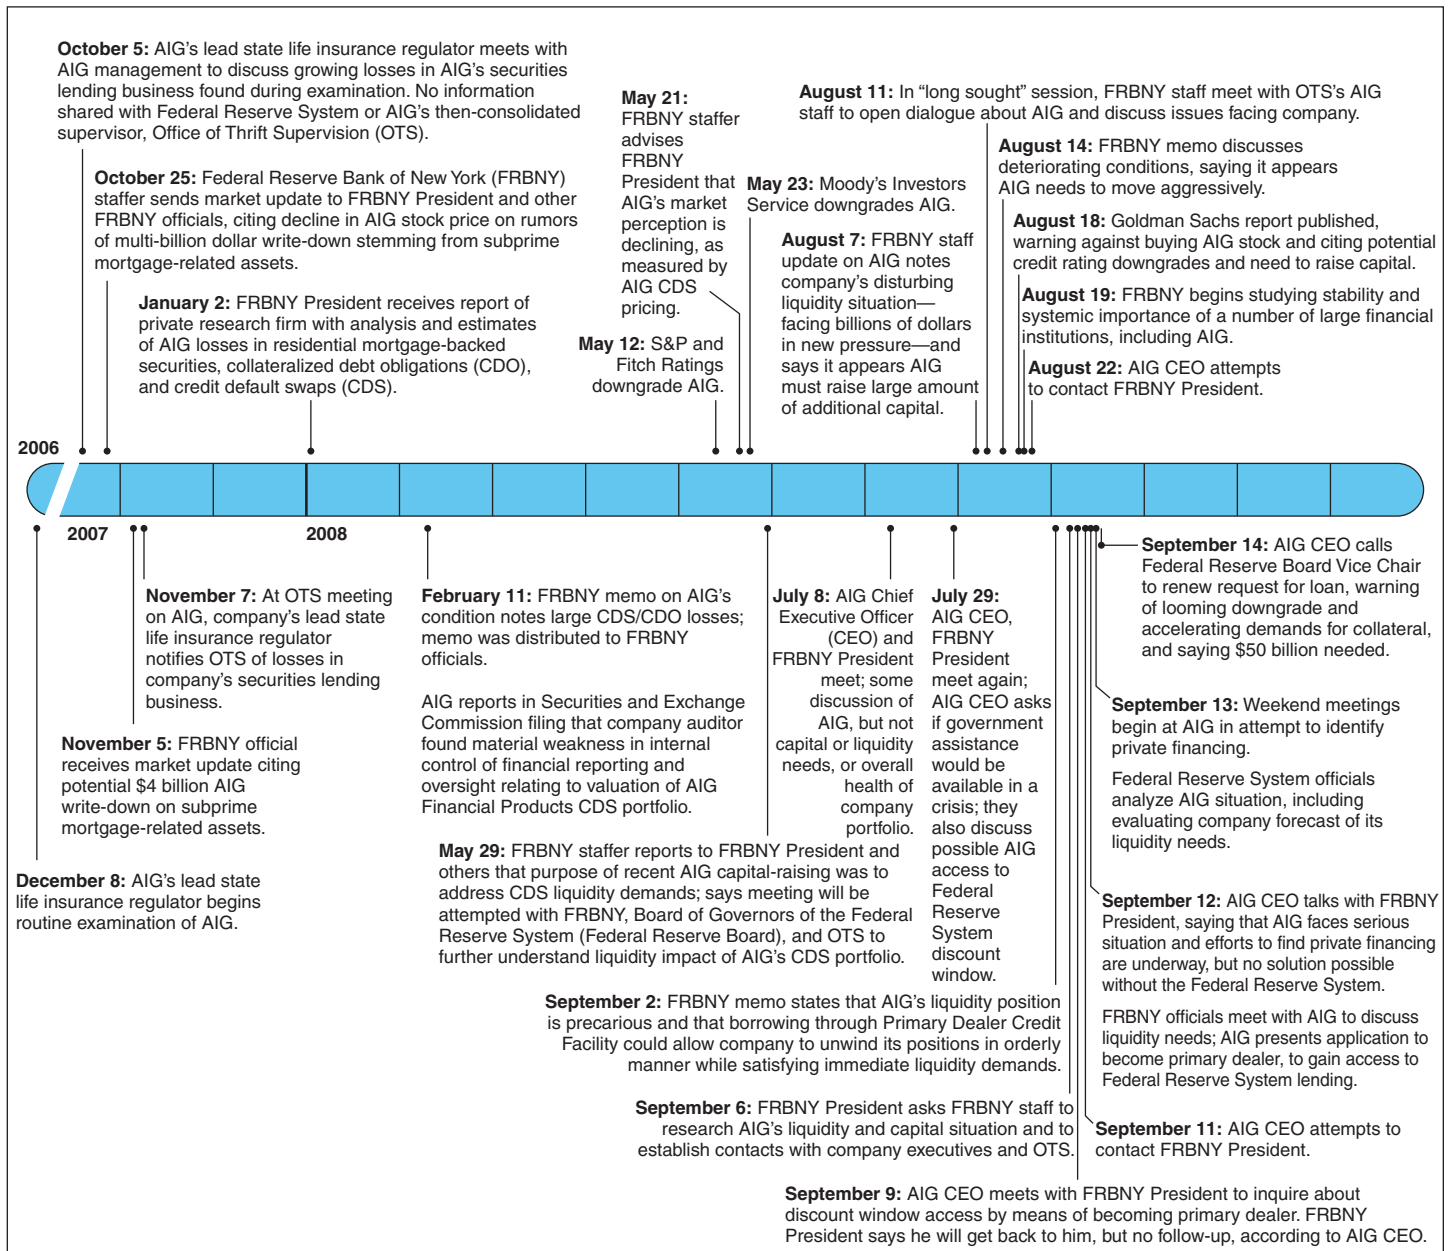 October 5: AIG's lead state life insurance regulator meets with
AIG management to discuss growing losses in AIG's securities
lending business found during examination. No information
shared with Federal Reserve System or AIG's then-consolidated
supervisor, Office of Thrift Supervision (OTS).
October 25: Federal Reserve Bank of New York (FRBNY)
staffer sends market update to FRBNY President and other
FRBNY officials, citing decline in AIG stock price on rumors
of multi-billion dollar write-down stemming from subprime
mortgage-related assets.
January 2: FRBNY President receives report of
private research firm with analysis and estimates
of AIG losses in residential mortgage-backed
securities, collateralized debt obligations (CDO),
and credit default swaps (CDS).
May 21:
FRBNY staffer
advises
FRBNY
President that
AIG's market
perception is
declining, as
measured by
AIG CDS
pricing.
May 12: S&P and
Fitch Ratings
downgrade AIG.
May 23: Moody's Investors
Service downgrades AIG.
August 7: FRBNY staff
update on AIG notes
company's disturbing
liquidity situation—
facing billions of dollars
in new pressure—and
says it appears AIG
must raise large amount
of additional capital.
August 11: In "long sought" session, FRBNY staff meet with OTS's AIG
staff to open dialogue about AIG and discuss issues facing company.
August 14: FRBNY memo discusses
deteriorating conditions, saying it appears
AIG needs to move aggressively.
August 18: Goldman Sachs report published,
warning against buying AIG stock and citing potential
credit rating downgrades and need to raise capital.
August 19: FRBNY begins studying stability and
systemic importance of a number of large financial
institutions, including AIG.
August 22: AIG CEO attempts
to contact FRBNY President.
2006
2007
2008
November 7: At OTS meeting
on AIG, company's lead state
life insurance regulator
notifies OTS of losses in
company's securities lending
business.
November 5: FRBNY official
receives market update citing
potential $4 billion AIG
write-down on subprime
mortgage-related assets.
December 8: AIG's lead state
life insurance regulator begins
routine examination of AIG.
February 11: FRBNY memo on AIG's
condition notes large CDS/CDO losses;
memo was distributed to FRBNY
officials.
AIG reports in Securities and Exchange
Commission filing that company auditor
found material weakness in internal
control of financial reporting and
oversight relating to valuation of AIG
Financial Products CDS portfolio.
May 29: FRBNY staffer reports to FRBNY President and
others that purpose of recent AIG capital-raising was to
address CDS liquidity demands; says meeting will be
attempted with FRBNY, Board of Governors of the Federal
Reserve System (Federal Reserve Board), and OTS to
further understand liquidity impact of AIG's CDS portfolio.
July 8: AIG Chief
Executive Officer
(CEO) and
FRBNY President
meet; some
discussion of
AIG, but not
capital or liquidity
needs, or overall
health of
company
portfolio.
July 29:
AIG CEO,
FRBNY
President
meet again;
AIG CEO asks
if government
assistance
would be
available in a
crisis; they
also discuss
possible AIG
access to
Federal
Reserve
System
discount
window.
September 2: FRBNY memo states that AIG's liquidity position
is precarious and that borrowing through Primary Dealer Credit
Facility could allow company to unwind its positions in orderly
manner while satisfying immediate liquidity demands.
September 6: FRBNY President asks FRBNY staff to
research AIG's liquidity and capital situation and to
establish contacts with company executives and OTS.
September 9: AIG CEO meets with FRBNY President to inquire about
discount window access by means of becoming primary dealer. FRBNY
President says he will get back to him, but no follow-up, according to AIG CEO.
September 14: AIG CEO calls
Federal Reserve Board Vice Chair
to renew request for loan, warning
of looming downgrade and
accelerating demands for collateral,
and saying $50 billion needed.
September 13: Weekend meetings
begin at AIG in attempt to identify
private financing.
Federal Reserve System officials
analyze AIG situation, including
evaluating company forecast of its
liquidity needs.
September 12: AIG CEO talks with FRBNY
President, saying that AIG faces serious
situation and efforts to find private financing
are underway, but no solution possible
without the Federal Reserve System.
FRBNY officials meet with AIG to discuss
liquidity needs; AIG presents application to
become primary dealer, to gain access to
Federal Reserve System lending.
September 11: AIG CEO attempts to
contact FRBNY President.